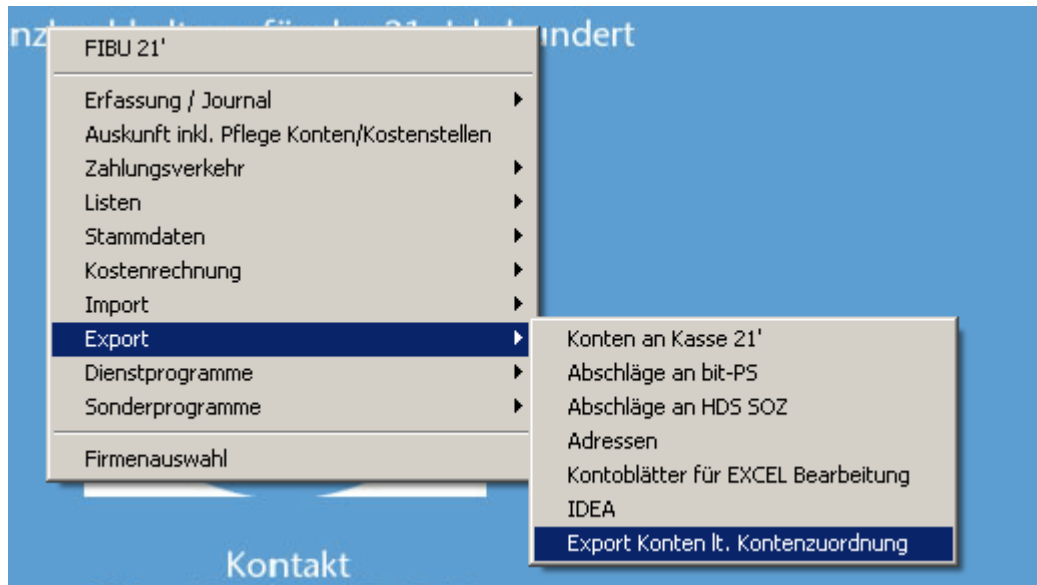 indert
FIBU 21'
Erfassung / Journal
Auskunft inkl. Pflege Konten/Kostenstellen
Zahlungsverkehr
Listen
Stammdaten
Kostenrechnung
Import
Export
Dienstprogramme
Sonderprogramme
Firmenauswahl
Konten an Kasse 21'
Abschläge an bit-PS
Abschläge an HDS SOZ
Adressen
Kontoblätter für EXCEL Bearbeitung
IDEA
Export Konten lt. Kontenzuordnung
Kontakt